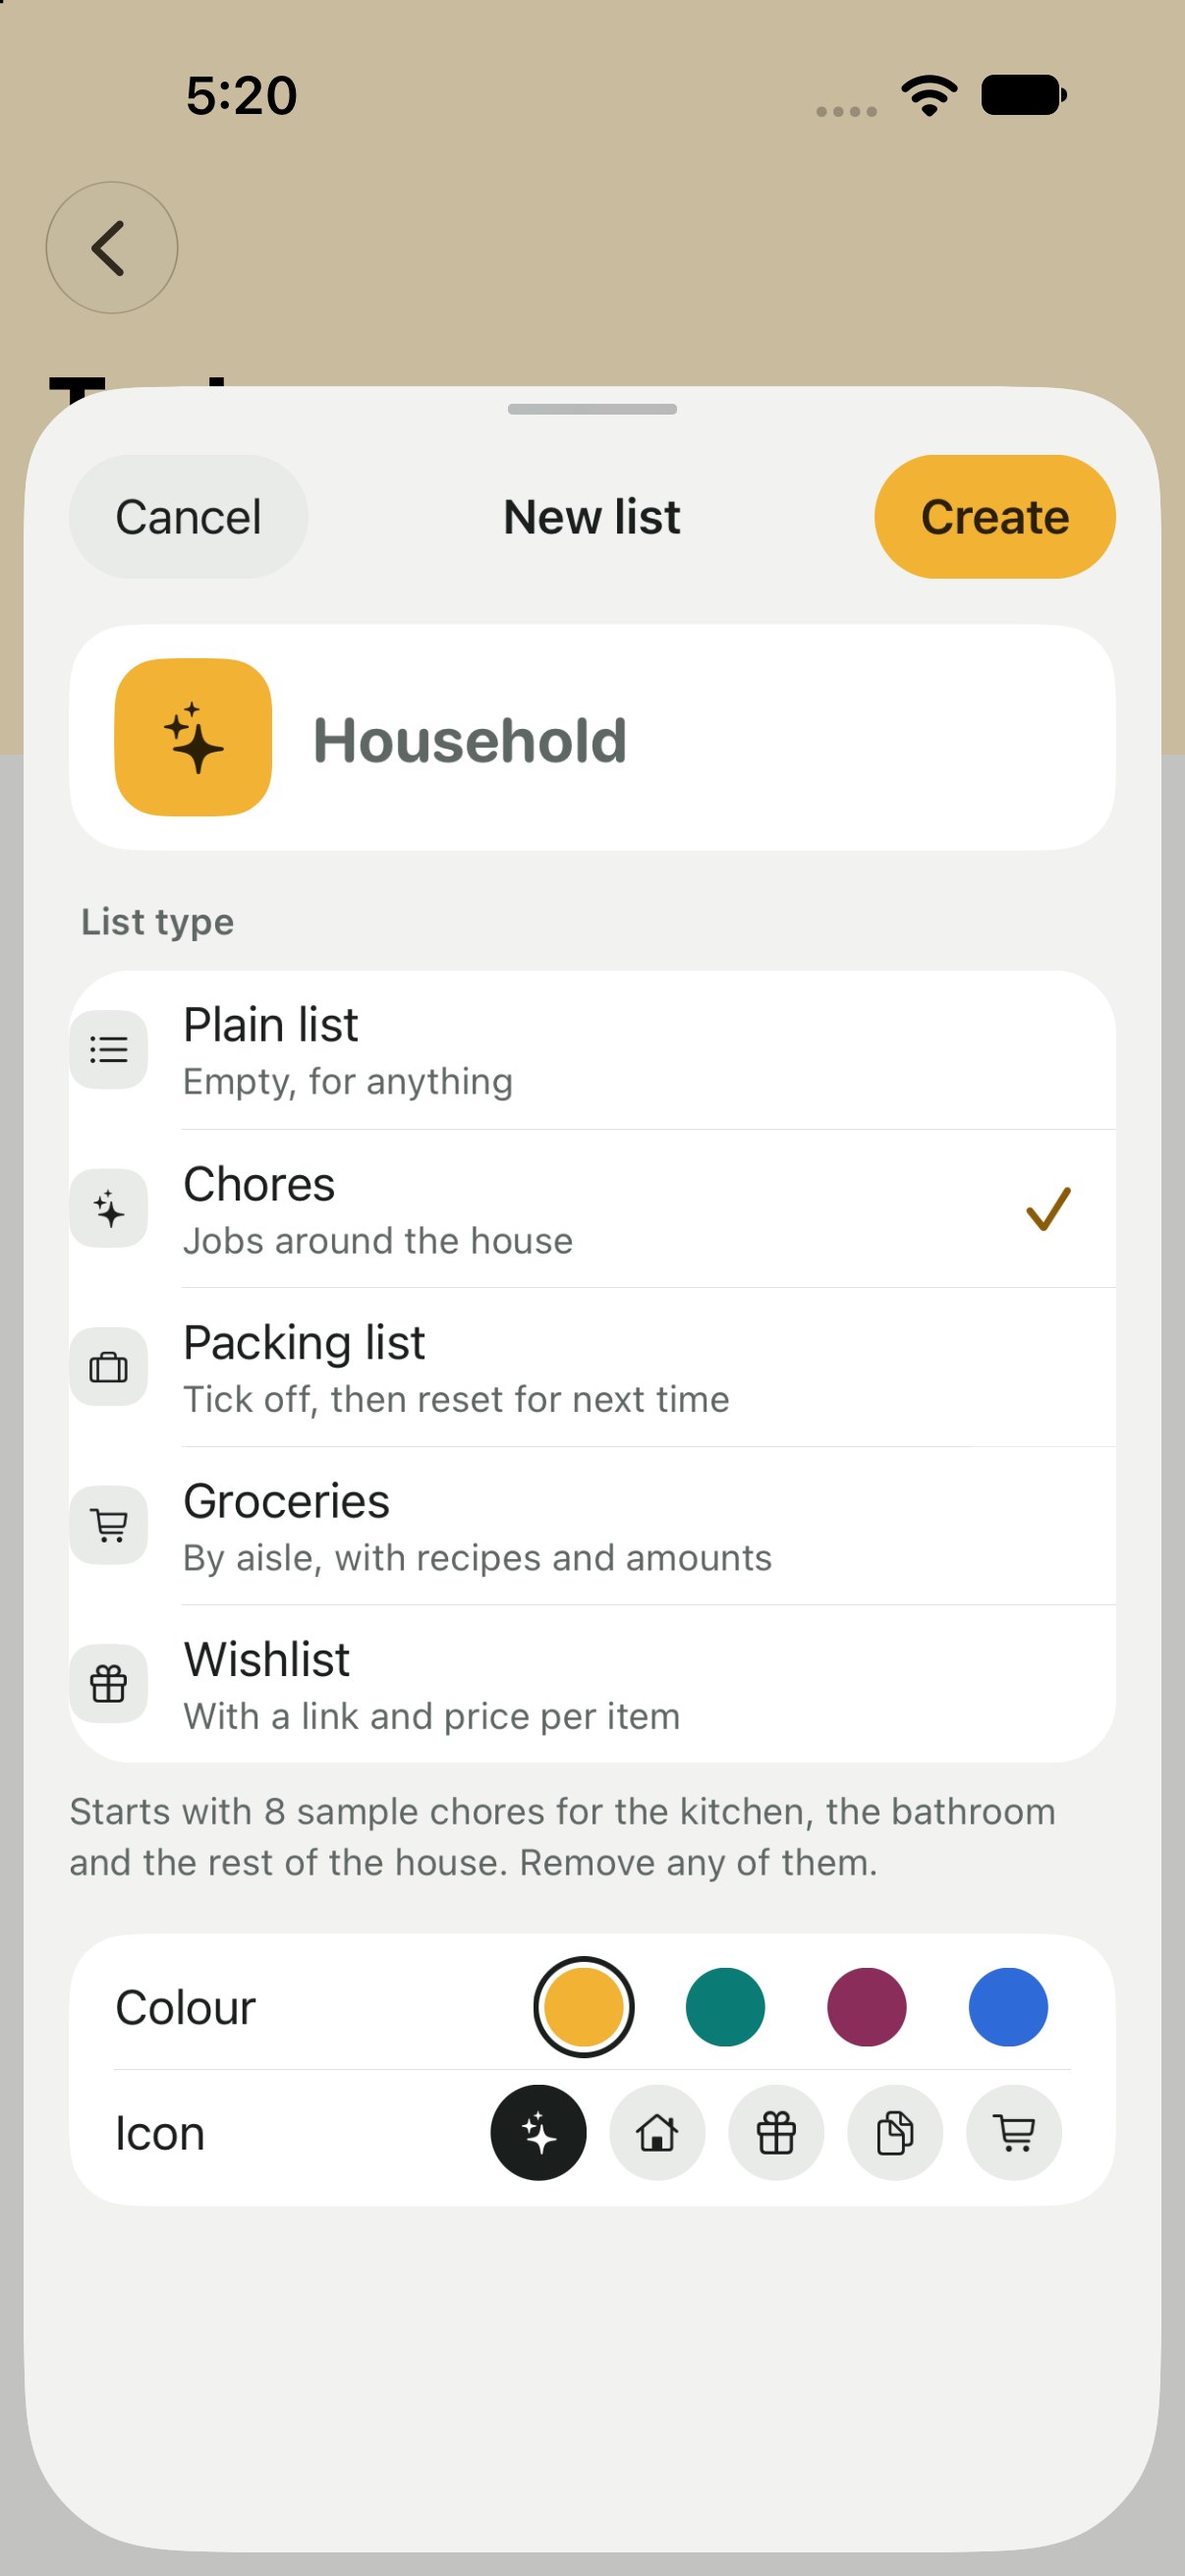 5:20
Cancel
New list
Create
Household
List type
Plain list
Empty, for anything
Chores
Jobs around the house
Packing list
Tick off, then reset for next time
Groceries
By aisle, with recipes and amounts
Wishlist
With a link and price per item
Starts with 8 sample chores for the kitchen, the bathroom
and the rest of the house. Remove any of them.
Colour
Icon